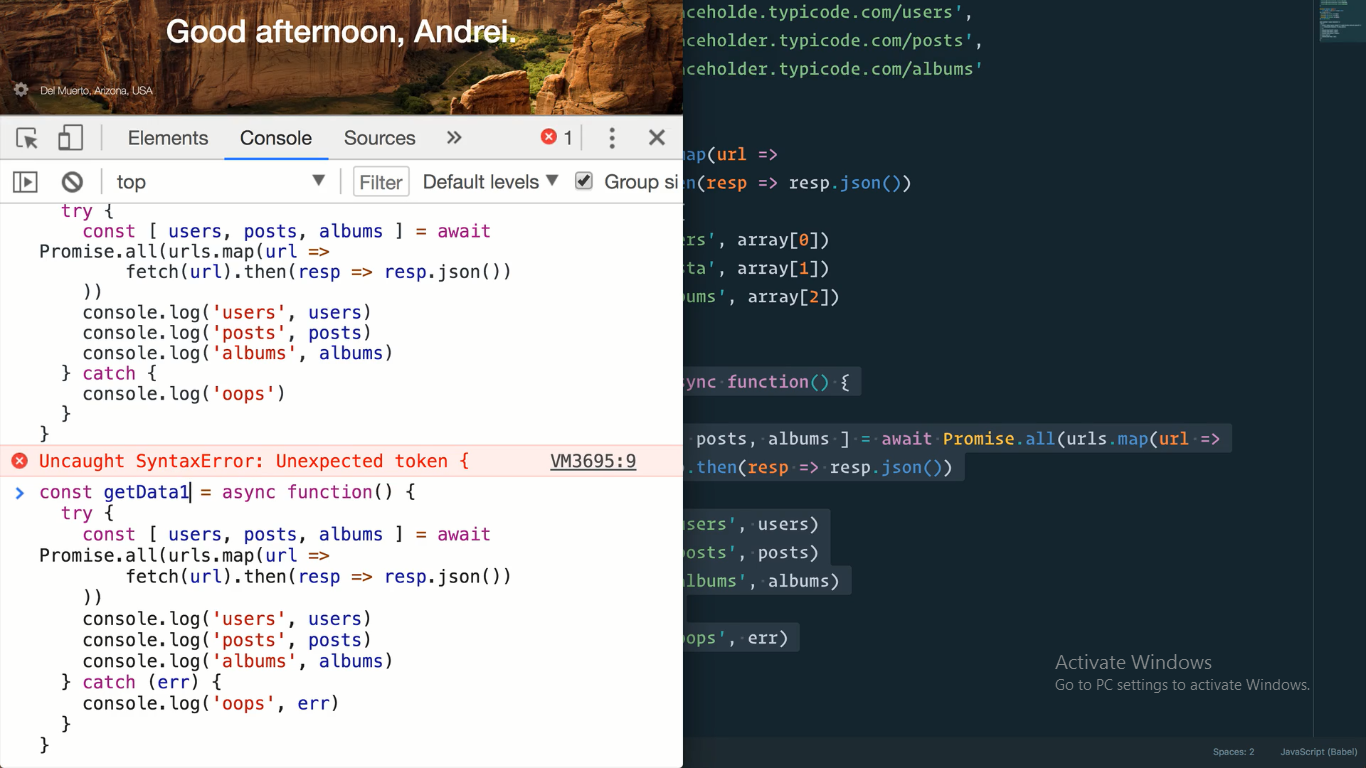 Good afternoon, Andrei.
Del Muerto, Arizona, USA
Elements Console Sources » 1
top Filter Default levels Group si
try {
const [ users, posts, albums ] = await
Promise.all(urls.map(url =>
fetch(url).then(resp => resp.json())
))
console.log('users', users)
console.log('posts', posts)
console.log('albums', albums)
} catch {
console.log('oops')
}
}
Uncaught SyntaxError: Unexpected token { VM3695:9
> const getData1 = async function() {
try {
const [ users, posts, albums ] = await
Promise.all(urls.map(url =>
fetch(url).then(resp => resp.json())
))
console.log('users', users)
console.log('posts', posts)
console.log('albums', albums)
} catch (err) {
console.log('oops', err)
}
}
aceholde.typicode.com/users',
aceholder.typicode.com/posts',
aceholder.typicode.com/albums'
ap(url =>
n(resp => resp.json())
{
ers', array[0])
ta', array[1])
ums', array[2])
ync function() {
posts, albums ] = await Promise.all(urls.map(url =>
.then(resp => resp.json())
users', users)
posts', posts)
lbums', albums)
oops', err)
Activate Windows
Go to PC settings to activate Windows.
Spaces: 2 JavaScript (Babel)